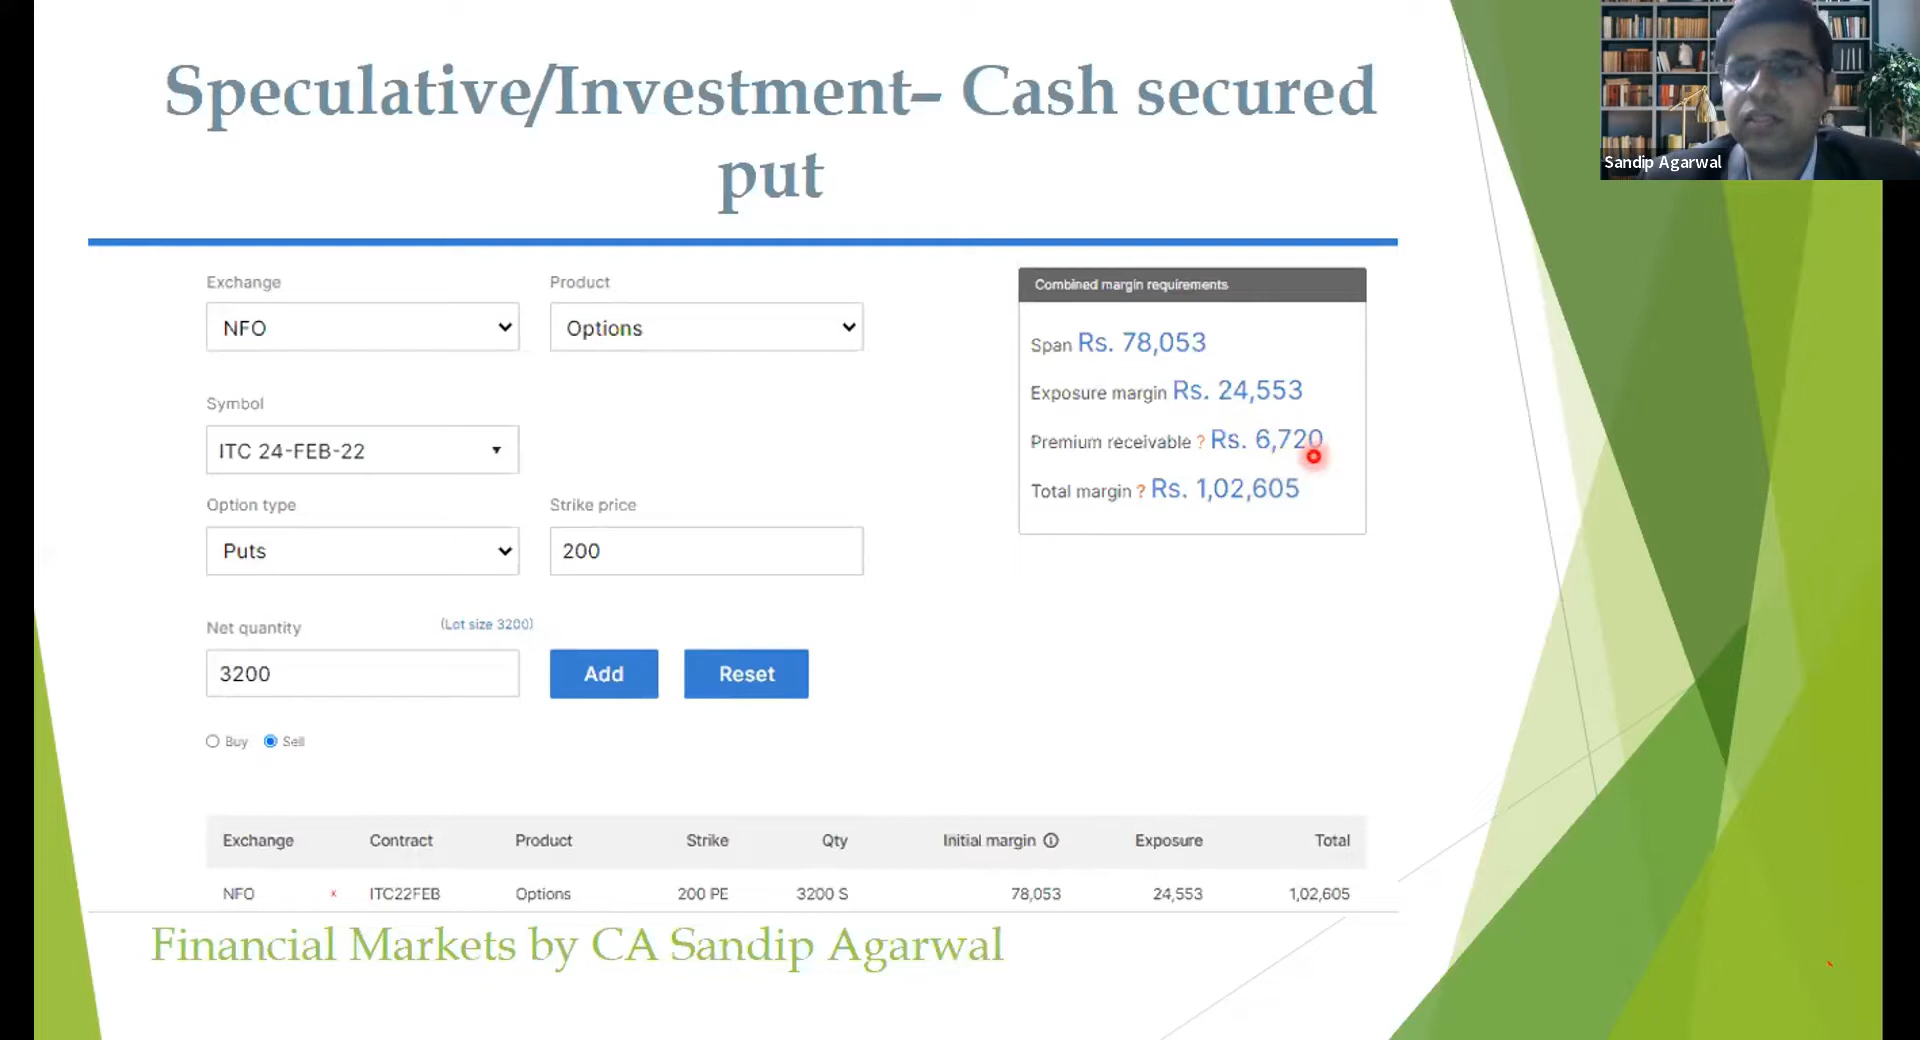 Speculative/Investment– Cash secured
put
Sandip Agarwal
Exchange
Product
NFO
Options
Combined margin requirements
Span Rs. 78,053
Exposure margin Rs. 24,553
Premium receivable ? Rs. 6,720
Total margin ? Rs. 1,02,605
Symbol
ITC 24-FEB-22
Option type
Strike price
Puts
200
Net quantity
(Lot size 3200)
3200
Add
Reset
Buy
Sell
Exchange Contract Product Strike Qty Initial margin Exposure Total
NFO x ITC22FEB Options 200 PE 3200 S 78,053 24,553 1,02,605
Financial Markets by CA Sandip Agarwal